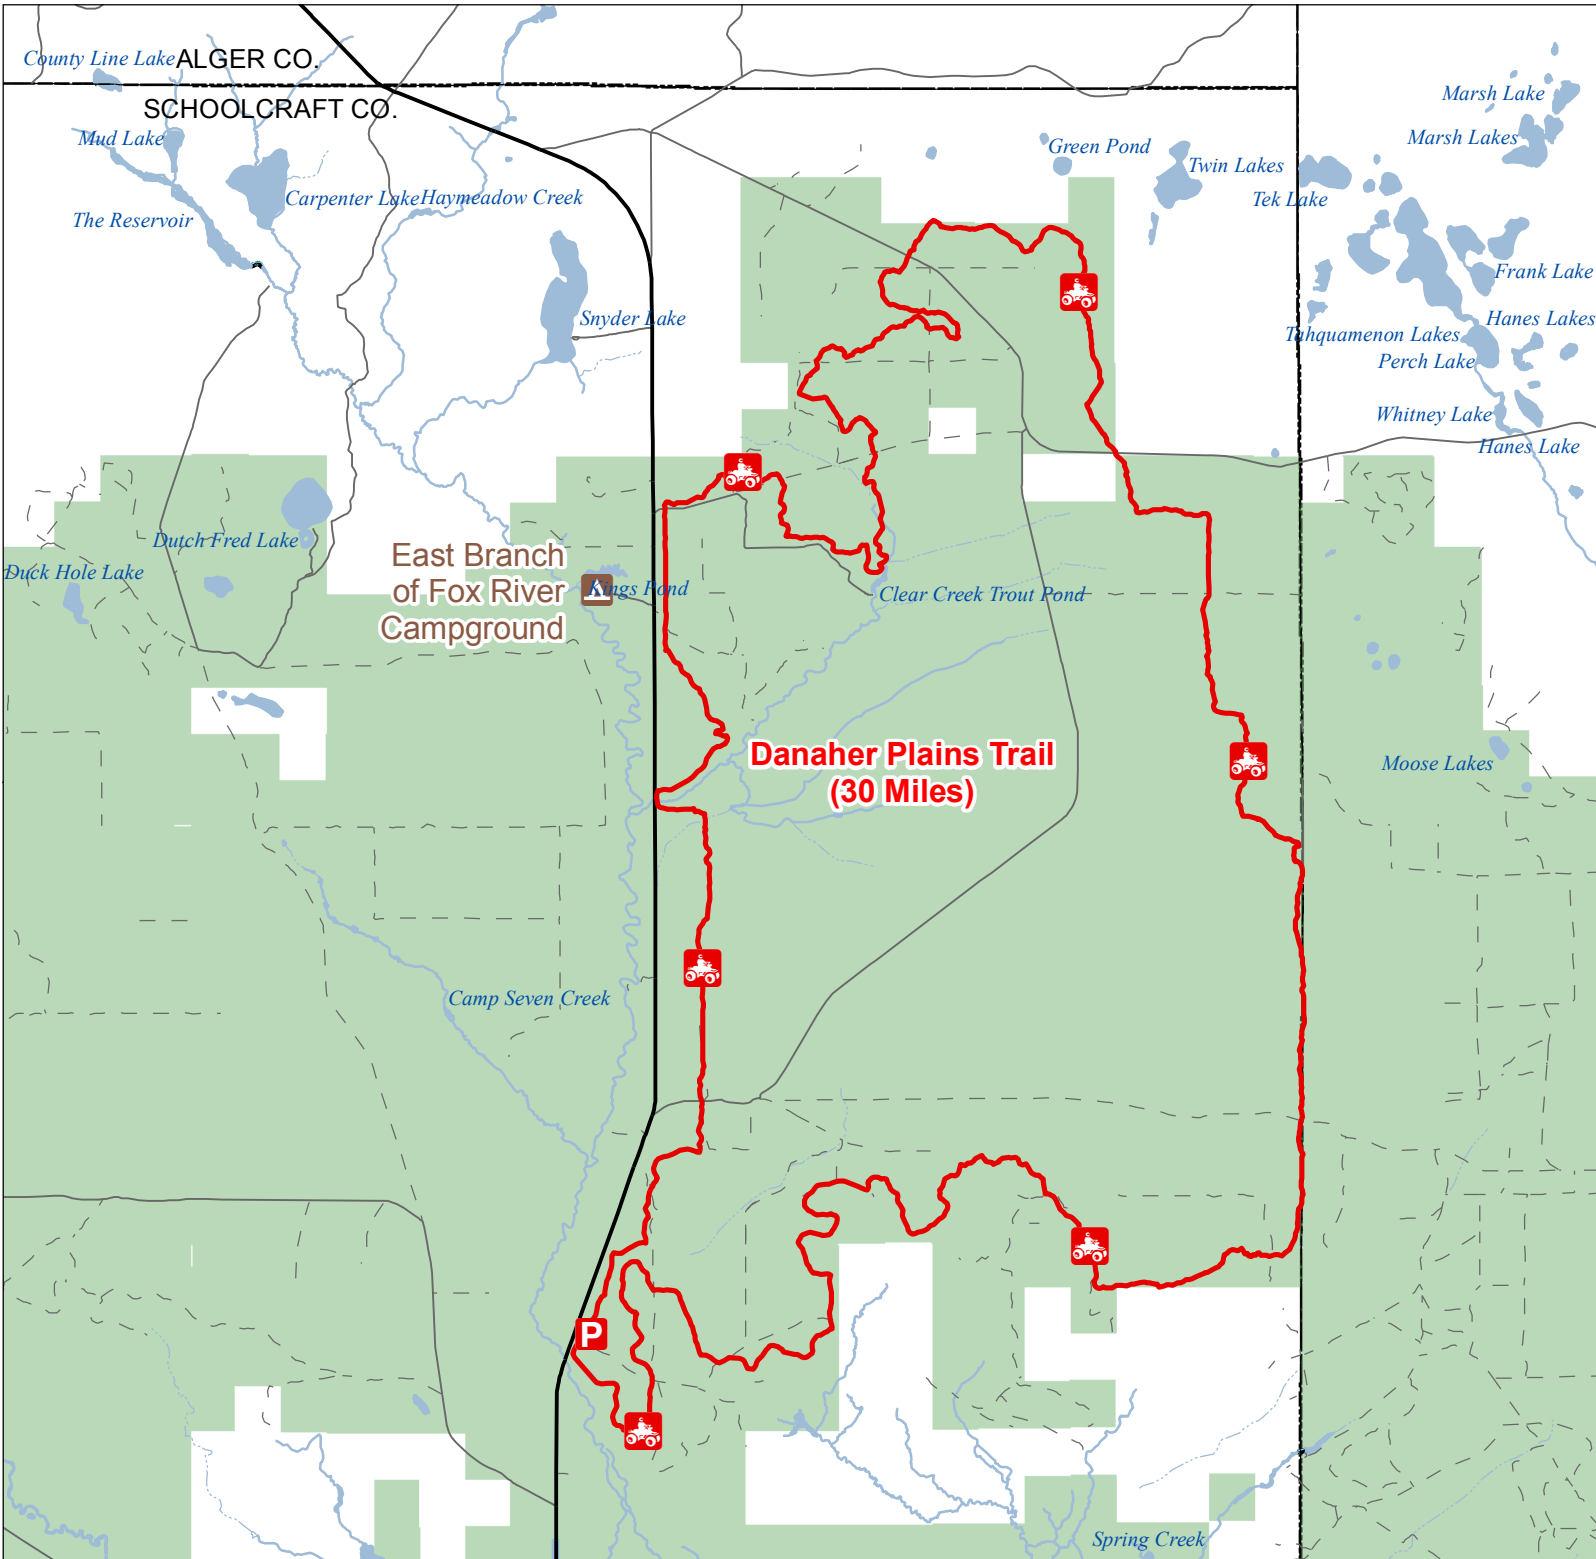 County Line Lake
ALGER CO.
SCHOOLCRAFT CO.
Mud Lake
Carpenter Lake
Haymeadow Creek
The Reservoir
Snyder Lake
Green Pond
Twin Lakes
Tek Lake
Marsh Lake
Marsh Lakes
Frank Lake
Hanes Lakes
Tahquamenon Lakes
Perch Lake
Whitney Lake
Hanes Lake
Dutch Fred Lake
Duck Hole Lake
East Branch
of Fox River
Campground
Kings Pond
Clear Creek Trout Pond
Danaher Plains Trail
(30 Miles)
Moose Lakes
Camp Seven Creek
P
Spring Creek